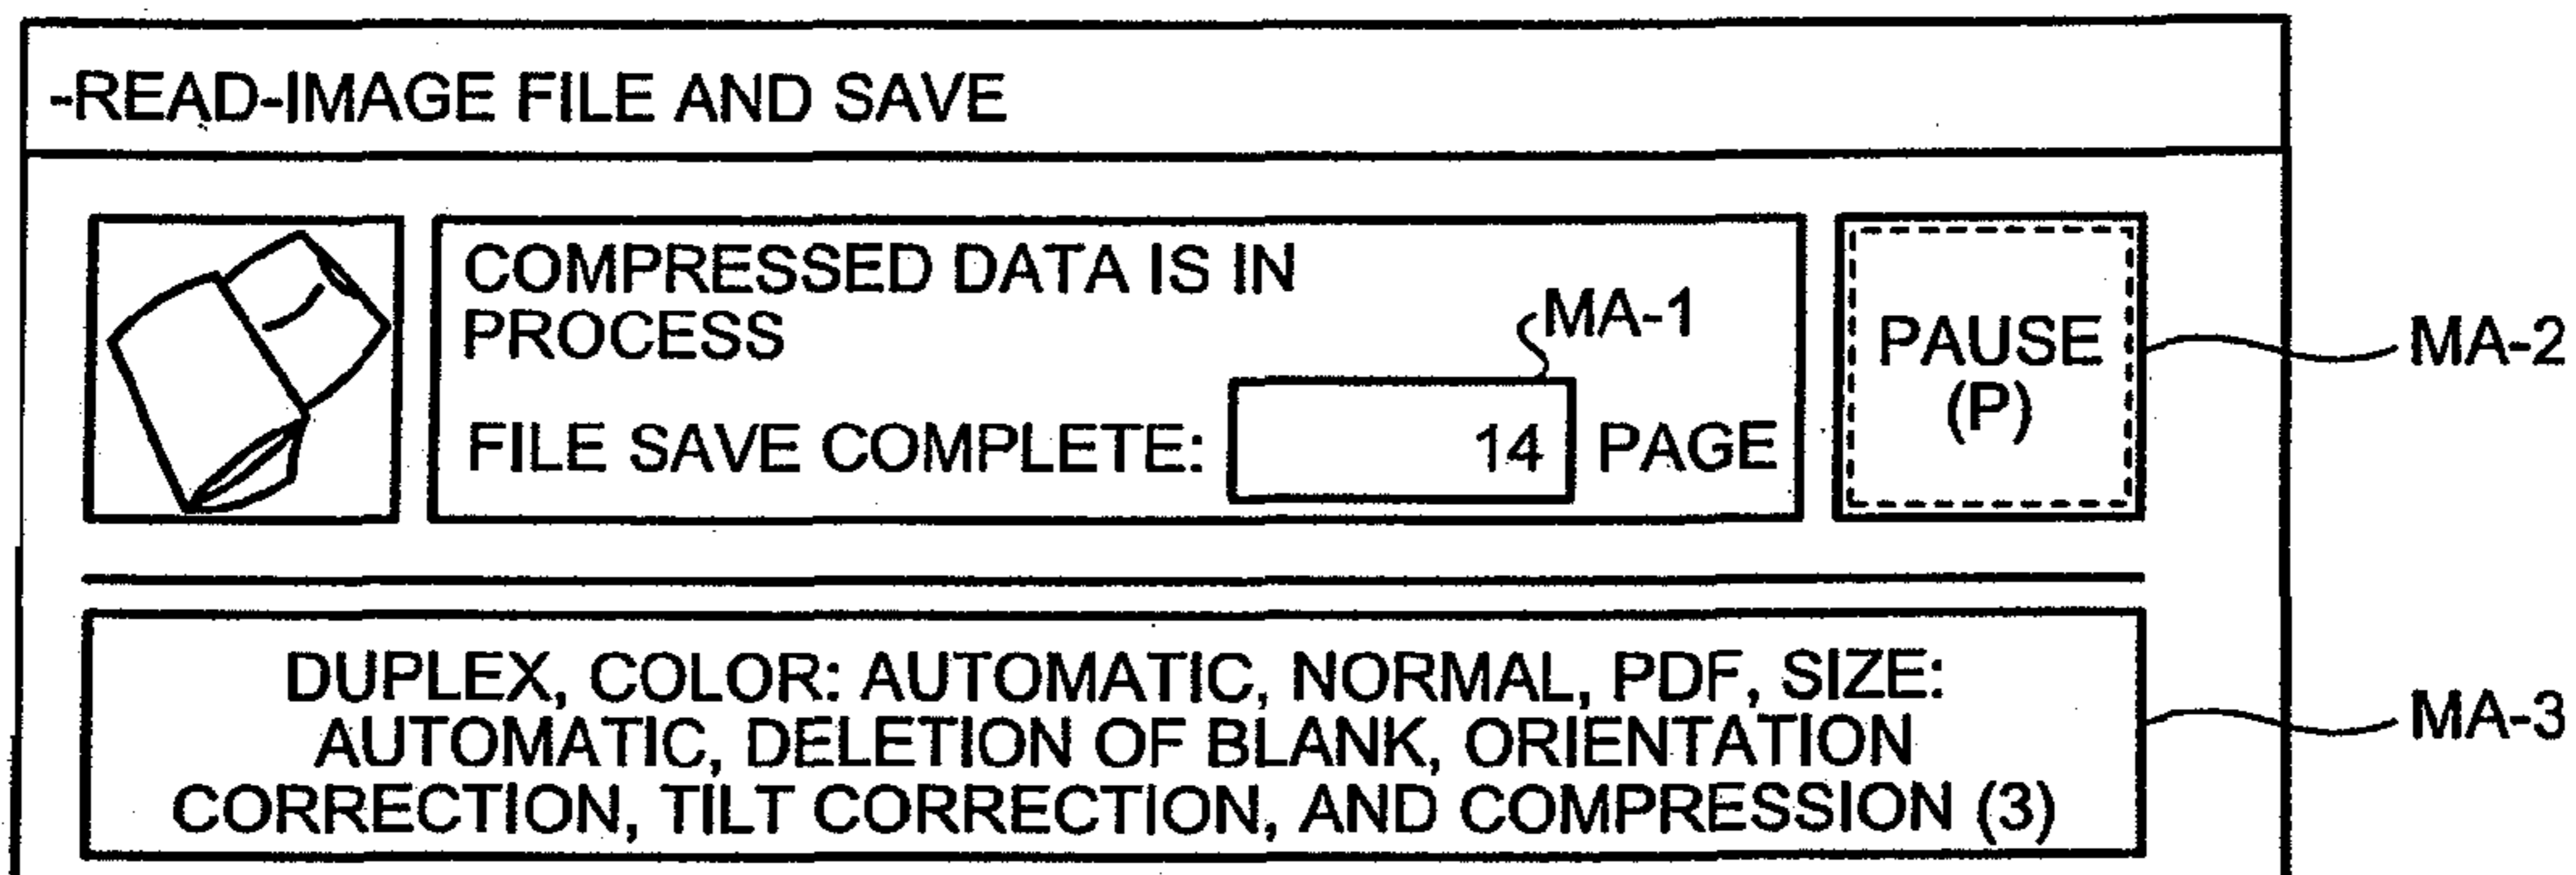 -READ-IMAGE FILE AND SAVE
COMPRESSED DATA IS IN
PROCESS
MA-1
FILE SAVE COMPLETE: 14 PAGE
PAUSE
(P)
MA-2
DUPLEX, COLOR: AUTOMATIC, NORMAL, PDF, SIZE:
AUTOMATIC, DELETION OF BLANK, ORIENTATION
CORRECTION, TILT CORRECTION, AND COMPRESSION (3)
MA-3